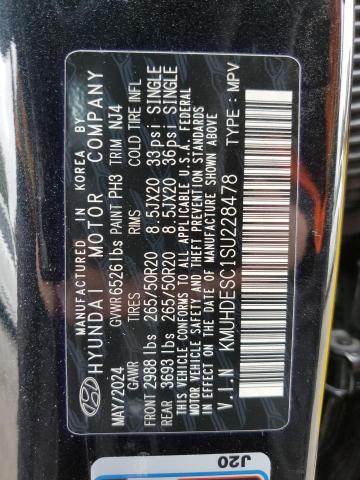 MANUFACTURED IN KOREA BY
HYUNDAI MOTOR COMPANY
MAY/2024 GVWR 6526 lbs PAINT PH3 TRIM NJ4
GAWR TIRES RIMS COLD TIRE INFL.
FRONT 2988 lbs 265/50R20 8.5JX20 33psi SINGLE
REAR 3693 lbs 265/50R20 8.5JX20 36psi SINGLE
THIS VEHICLE CONFORMS TO ALL APPLICABLE U.S.A. FEDERAL
MOTOR VEHICLE SAFETY AND THEFT PREVENTION STANDARDS
IN EFFECT ON THE DATE OF MANUFACTURE SHOWN ABOVE.
V.I.N KMUHDESC1SU228478 TYPE : MPV
J20